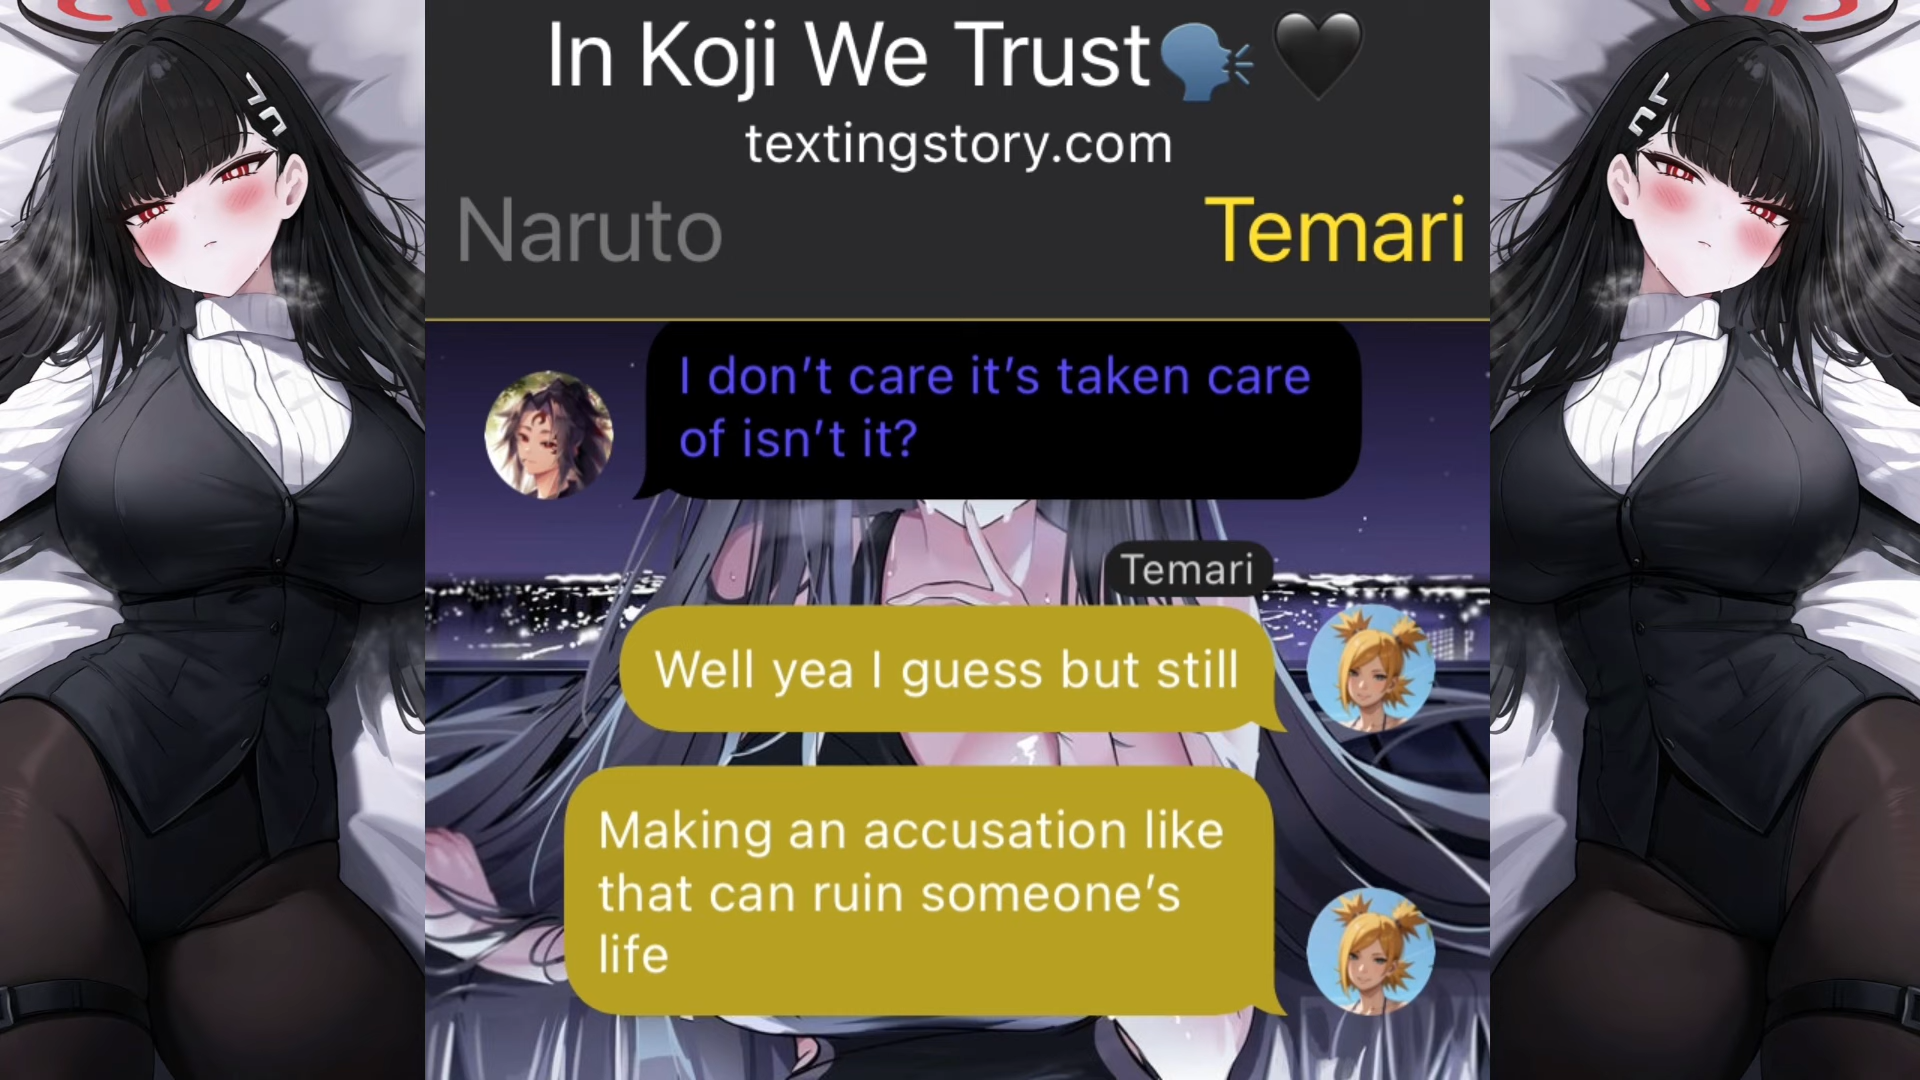 In Koji We Trust🗣️🖤
textingstory.com
Naruto
Temari
I don’t care it’s taken care
of isn’t it?
Temari
Well yea I guess but still
Making an accusation like
that can ruin someone’s
life